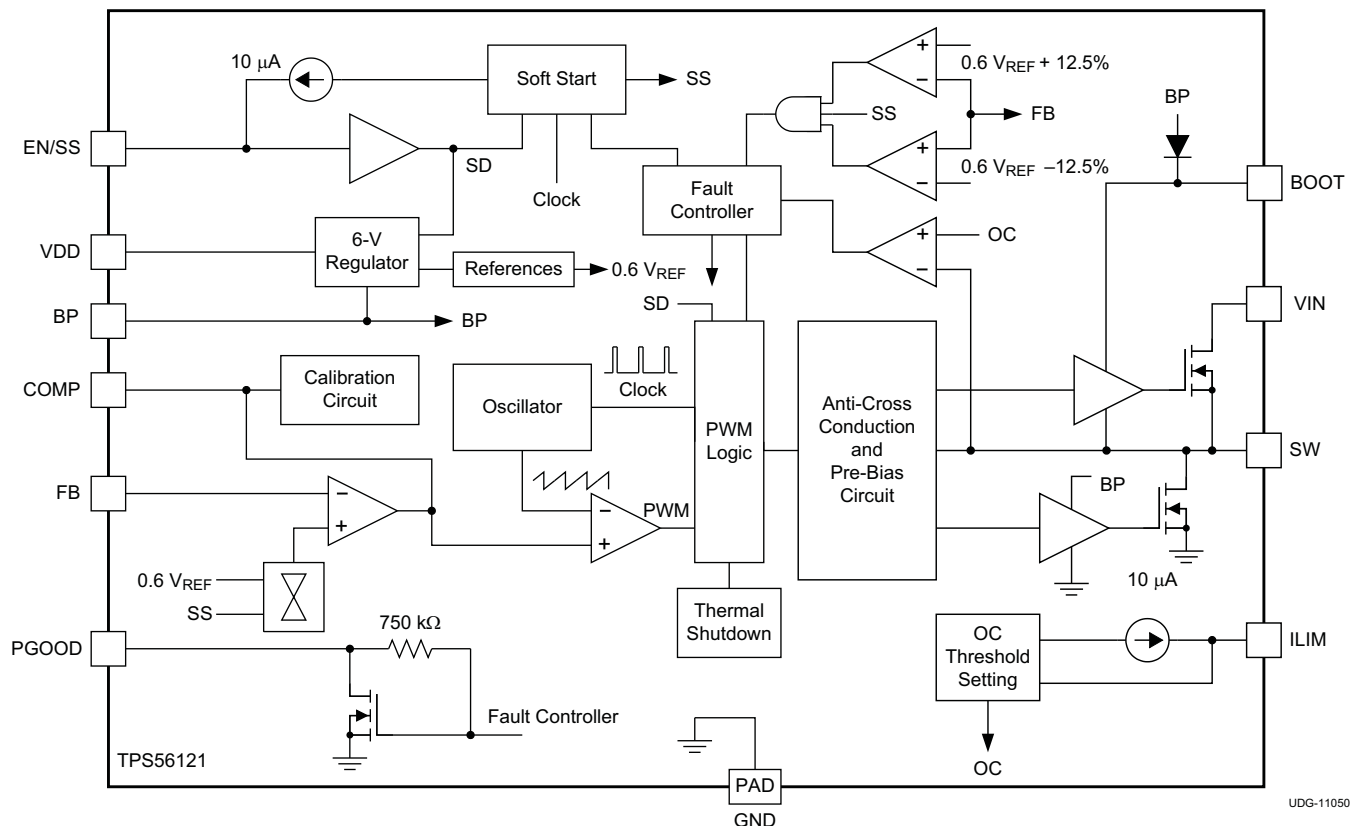 10 µA
Soft Start
SS
+
−
0.6 VREF + 12.5%
FB
SS
+
−
0.6 VREF –12.5%
BP
EN/SS
SD
Clock
Fault
Controller
BOOT
VDD
6-V
Regulator
References
0.6 VREF
+
−
OC
BP
BP
SD
VIN
COMP
Calibration
Circuit
Oscillator
Clock
PWM
Logic
Anti-Cross
Conduction
and
Pre-Bias
Circuit
SW
FB
−
+
−
+
PWM
BP
0.6 VREF
SS
10 µA
Thermal
Shutdown
PGOOD
750 kΩ
OC
Threshold
Setting
ILIM
Fault Controller
OC
TPS56121
PAD
GND
UDG-11050